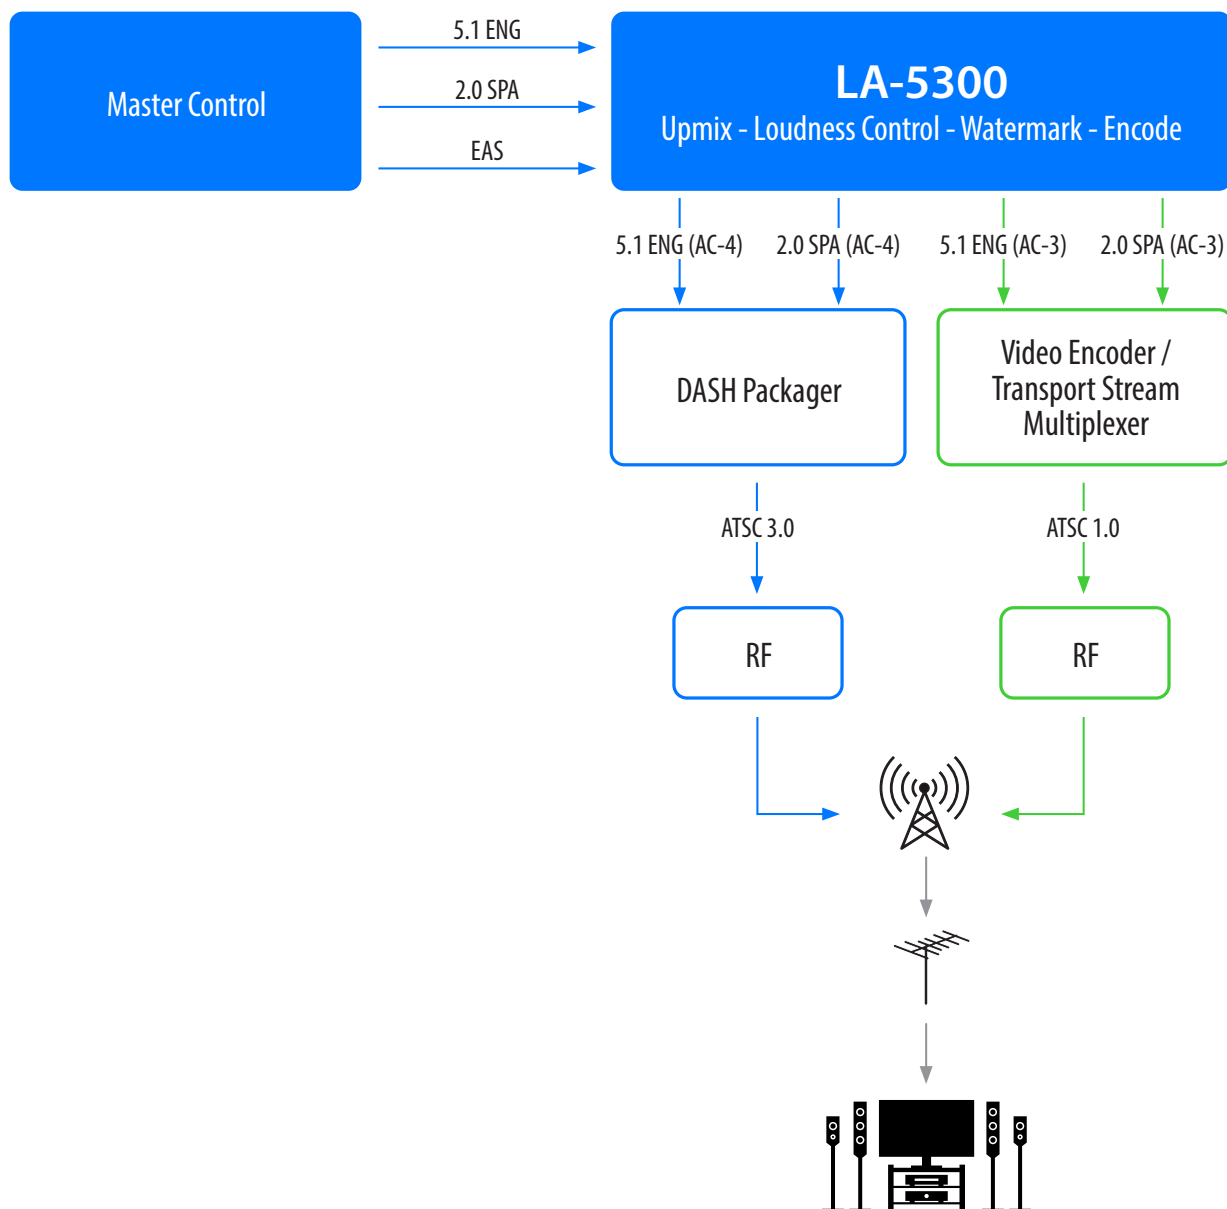 5.1 ENG
Master Control
2.0 SPA
EAS
LA-5300
Upmix - Loudness Control - Watermark - Encode
5.1 ENG (AC-4)
2.0 SPA (AC-4)
5.1 ENG (AC-3)
2.0 SPA (AC-3)
DASH Packager
Video Encoder /
Transport Stream
Multiplexer
ATSC 3.0
ATSC 1.0
RF
RF